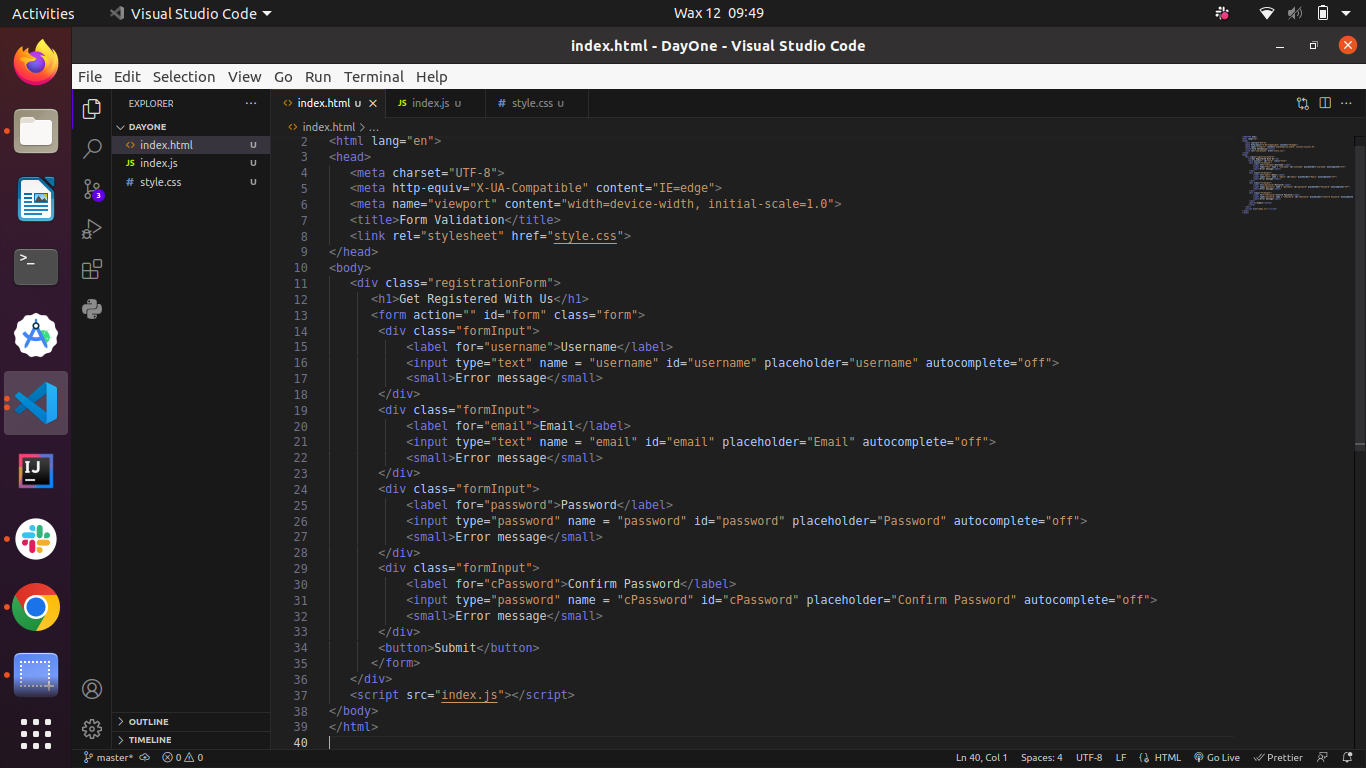 Activities
Visual Studio Code
Wax 12 09:49
index.html - DayOne - Visual Studio Code
File Edit Selection View Go Run Terminal Help
EXPLORER
DAYONE
<> index.html U
JS index.js U
# style.css U
OUTLINE
TIMELINE
<> index.html U
JS index.js U
# style.css U
<> index.html > ...
2 <html lang="en">
3 <head>
4 <meta charset="UTF-8">
5 <meta http-equiv="X-UA-Compatible" content="IE=edge">
6 <meta name="viewport" content="width=device-width, initial-scale=1.0">
7 <title>Form Validation</title>
8 <link rel="stylesheet" href="style.css">
9 </head>
10 <body>
11 <div class="registrationForm">
12 <h1>Get Registered With Us</h1>
13 <form action="" id="form" class="form">
14 <div class="formInput">
15 <label for="username">Username</label>
16 <input type="text" name = "username" id="username" placeholder="username" autocomplete="off">
17 <small>Error message</small>
18 </div>
19 <div class="formInput">
20 <label for="email">Email</label>
21 <input type="text" name = "email" id="email" placeholder="Email" autocomplete="off">
22 <small>Error message</small>
23 </div>
24 <div class="formInput">
25 <label for="password">Password</label>
26 <input type="password" name = "password" id="password" placeholder="Password" autocomplete="off">
27 <small>Error message</small>
28 </div>
29 <div class="formInput">
30 <label for="cPassword">Confirm Password</label>
31 <input type="password" name = "cPassword" id="cPassword" placeholder="Confirm Password" autocomplete="off">
32 <small>Error message</small>
33 </div>
34 <button>Submit</button>
35 </form>
36 </div>
37 <script src="index.js"></script>
38 </body>
39 </html>
40
3
IJ
master* 0 0
Ln 40, Col 1 Spaces: 4 UTF-8 LF HTML Go Live Prettier